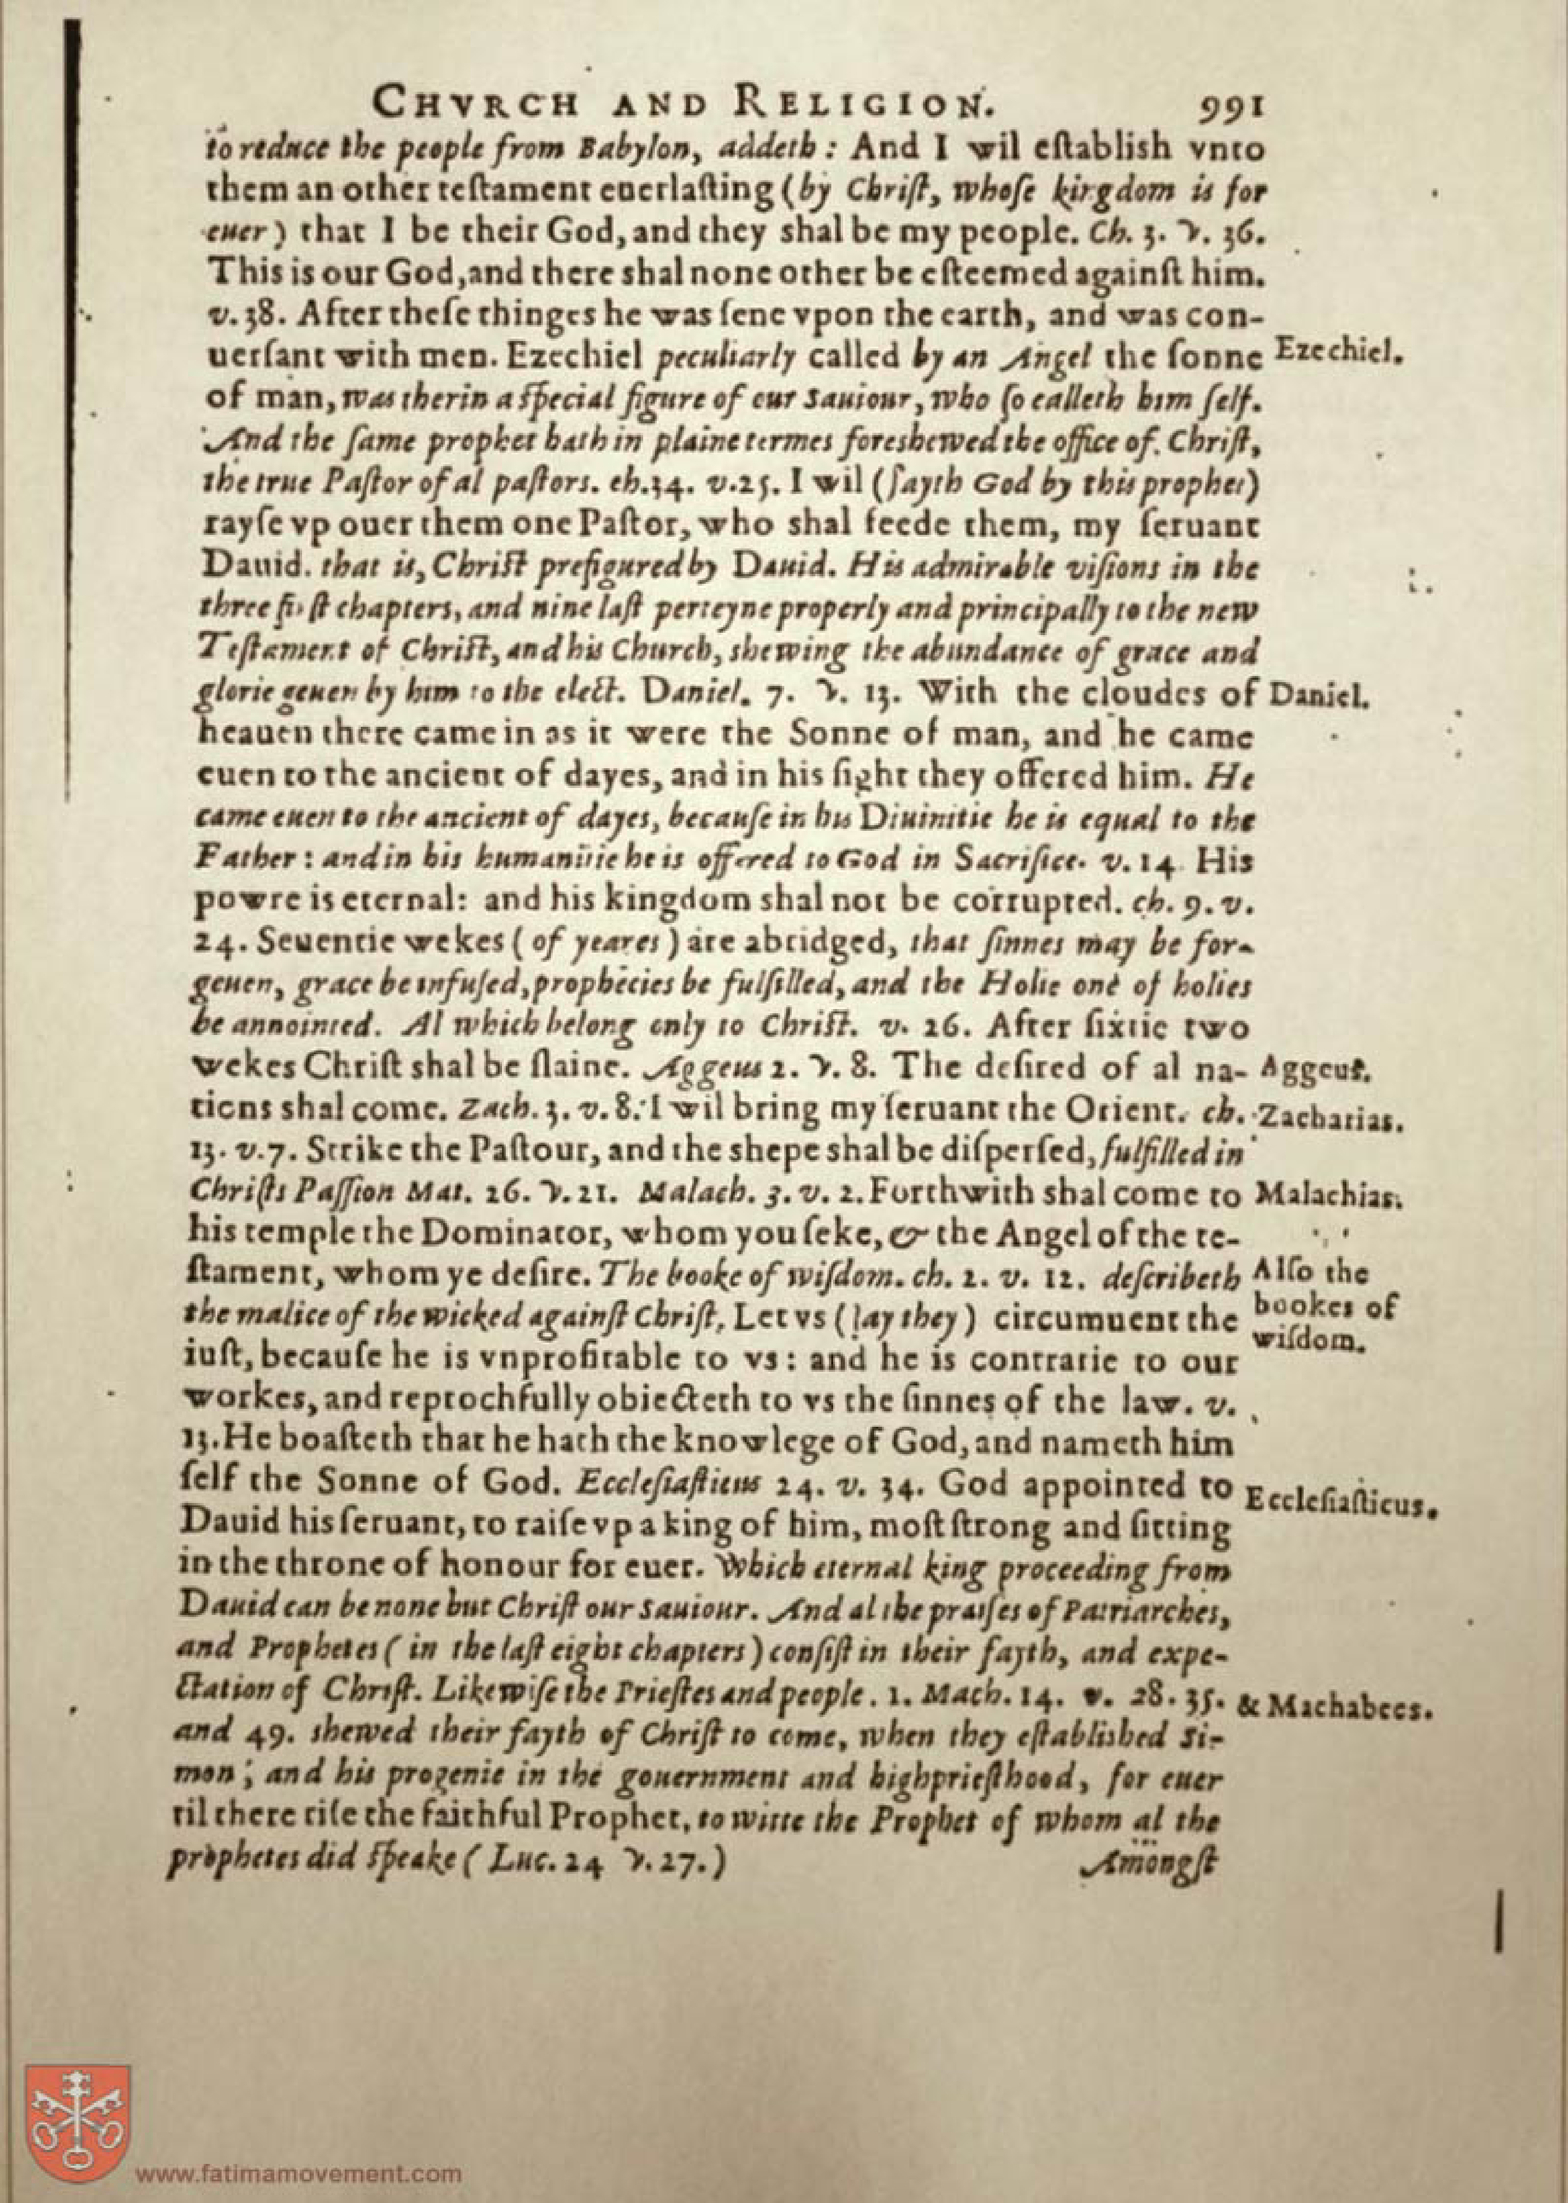 CHVRCH AND RELIGION. 991
to reduce the people from Babylon, addeth: And I wil eſtablish vnto
them an other teſtament euerlaſting (by Chriſt, whoſe kirgdom is for
euer) that I be their God, and they shal be my people. Ch. 3. v. 36.
This is our God, and there shal none other be eſteemed againſt him.
v. 38. After theſe thinges he was ſene vpon the earth, and was con-
uerſant with men. Ezechiel peculiarly called by an Angel the ſonne
Ezechiel.
of man, was therin a ſpecial figure of our Sauiour, who ſo calleth him ſelf.
And the ſame prophet hath in plaine termes foreshewed the office of. Chriſt,
the true Paſtor of al paſtors. ch. 34. v. 25. I wil (ſayth God by this prophet)
rayſe vp ouer them one Paſtor, who shal feede them, my ſeruant
Dauid. that is, Chriſt prefigured by Dauid. His admirable viſions in the
three firſt chapters, and nine laſt perteyne properly and principally to the new
Teſtament of Chriſt, and his Church, shewing the abundance of grace and
glorie geuen by him to the elect. Daniel. 7. v. 13. With the cloudes of
Daniel.
heauen there came in as it were the Sonne of man, and he came
euen to the ancient of dayes, and in his ſight they offered him. He
came euen to the ancient of dayes, becauſe in his Diuinitie he is equal to the
Father: and in his humanitie he is offered to God in Sacrifice. v. 14. His
powre is eternal: and his kingdom shal not be corrupted. ch. 9. v.
24. Seuentie wekes (of yeares) are abridged, that ſinnes may be for-
geuen, grace be infuſed, prophecies be fulfilled, and the Holie one of holies
be annointed. Al which belong only to Chriſt. v. 26. After ſixtie two
wekes Chriſt shal be ſlaine. Aggeus 2. v. 8. The deſired of al na-
Aggeus.
tions shal come. Zach. 3. v. 8. I wil bring my ſeruant the Orient. ch.
Zacharias.
13. v. 7. Strike the Paſtour, and the shepe shal be diſperſed, fulfilled in
Chriſts Paſſion Mat. 26. v. 21. Malach. 3. v. 2. Forthwith shal come to
Malachias.
his temple the Dominator, whom you ſeke, & the Angel of the te-
ſtament, whom ye deſire. The booke of wiſdom. ch. 2. v. 12. deſcribeth
Alſo the
the malice of the wicked againſt Chriſt, Let vs (ſay they) circumuent the
bookes of
wiſdom.
iuſt, becauſe he is vnprofitable to vs: and he is contrarie to our
workes, and reprochfully obiecteth to vs the ſinnes of the law. v.
13. He boaſteth that he hath the knowlege of God, and nameth him
ſelf the Sonne of God. Eccleſiaſticus 24. v. 34. God appointed to
Eccleſiaſticus.
Dauid his ſeruant, to raiſe vp a king of him, moſt ſtrong and ſitting
in the throne of honour for euer. Which eternal king proceeding from
Dauid can be none but Chriſt our Sauiour. And al the praiſes of Patriarches,
and Prophetes (in the laſt eight chapters) conſiſt in their fayth, and expe-
ctation of Chriſt. Likewiſe the Prieſtes and people. 1. Mach. 14. v. 28. 35.
& Machabees.
and 49. shewed their fayth of Chriſt to come, when they eſtablished Si-
mon, and his progenie in the gouernment and highprieſthood, for euer
til there riſe the faithful Prophet, to witte the Prophet of whom al the
prophetes did ſpeake (Luc. 24 v. 27.)
Amongſt
www.fatimamovement.com